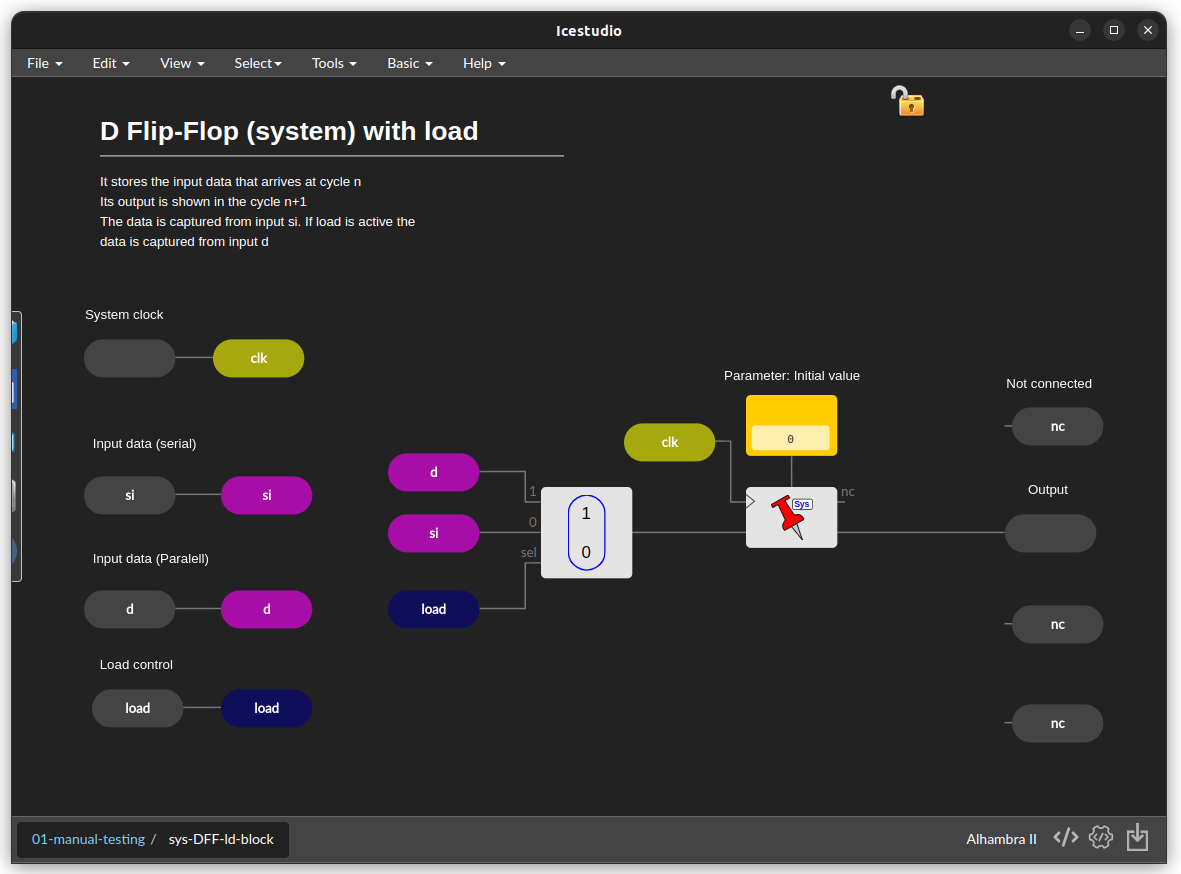 Icestudio
File Edit View Select Tools Basic Help
D Flip-Flop (system) with load
It stores the input data that arrives at cycle n
Its output is shown in the cycle n+1
The data is captured from input si. If load is active the
data is captured from input d
System clock
clk
Input data (serial)
si si
Input data (Paralell)
d d
Load control
load load
d
si
load
1
0
sel
1
0
clk
Parameter: Initial value
0
Sys
nc
Not connected
nc
Output
nc
nc
01-manual-testing / sys-DFF-ld-block
Alhambra II